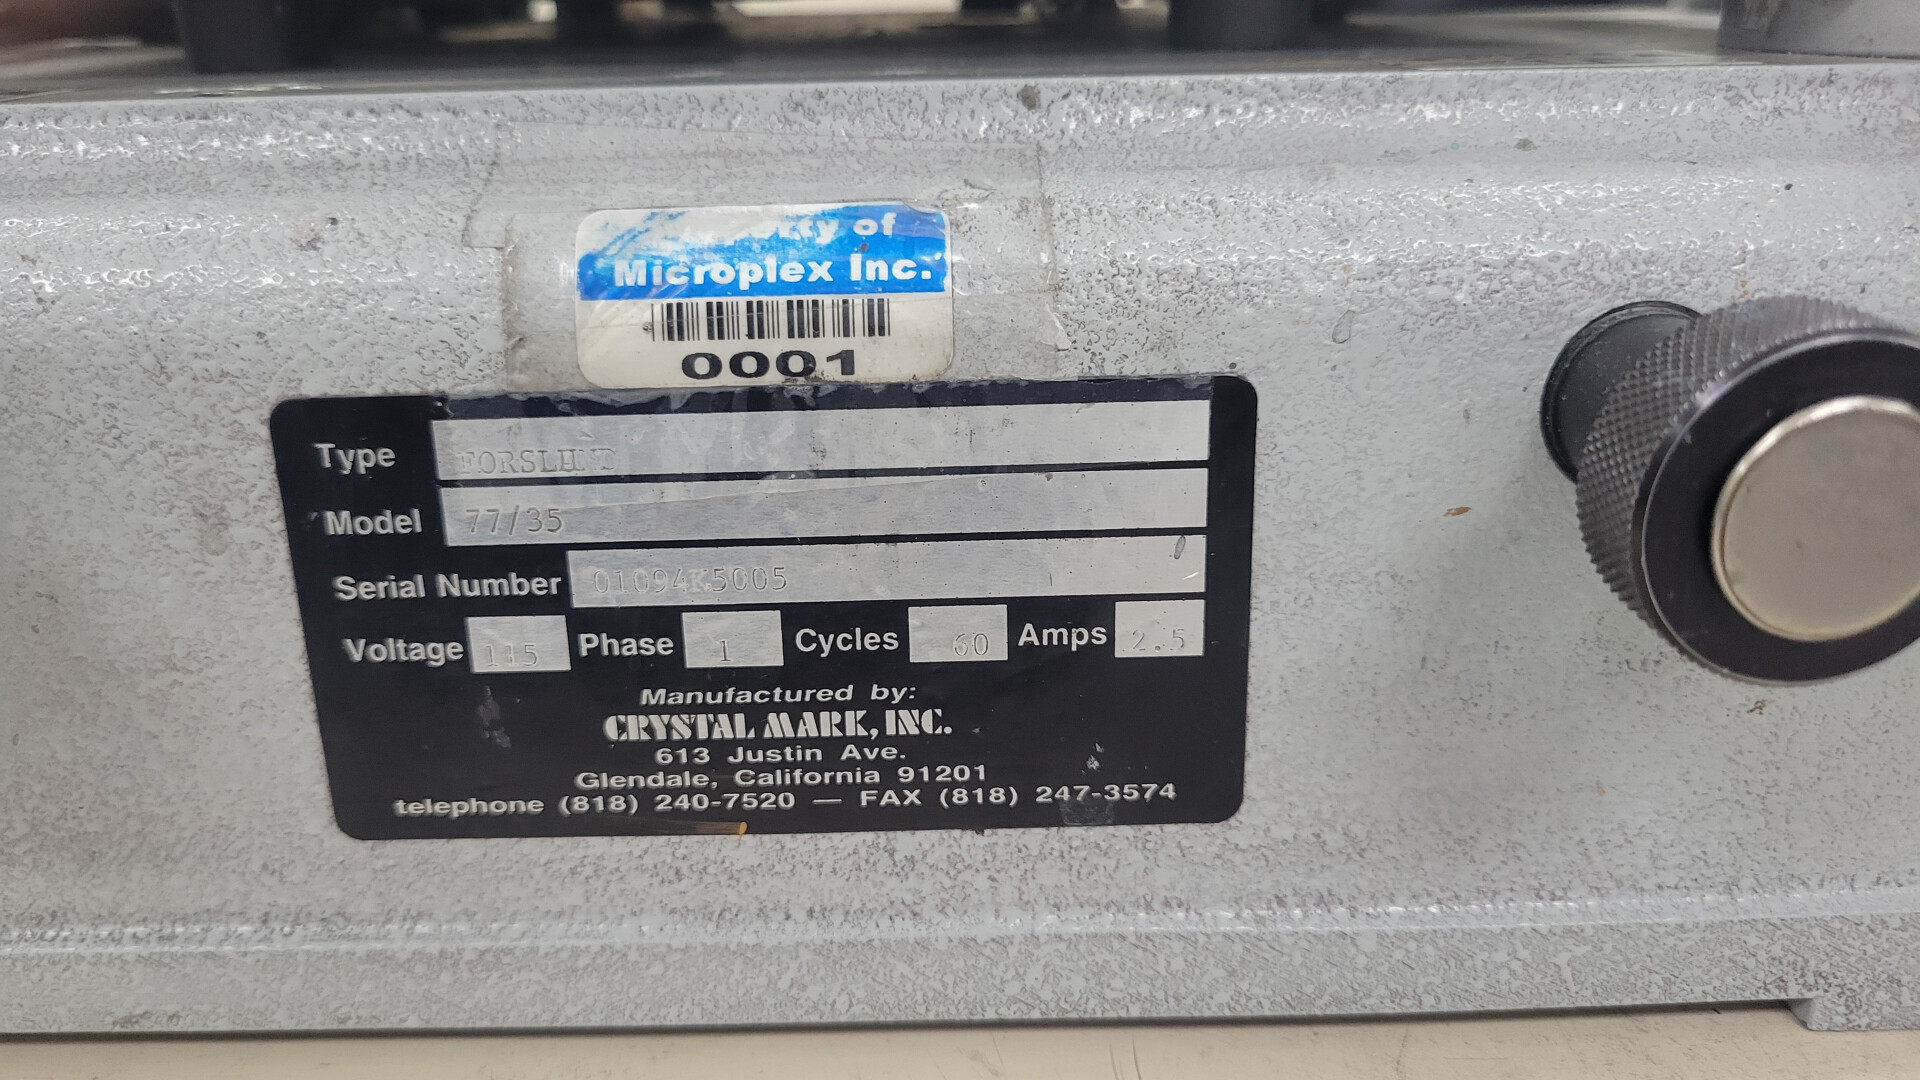 of
Microplex Inc.
0001
Type FORSLHND
Model 77/35
Serial Number 01094K5005
Voltage 115 Phase 1 Cycles 60 Amps 2.5
Manufactured by:
CRYSTAL MARK, INC.
613 Justin Ave.
Glendale, California 91201
telephone (818) 240-7520 — FAX (818) 247-3574